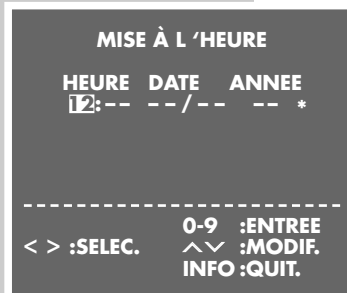 MISE À L ‘HEURE
HEURE DATE ANNEE
12:-- --/-- -- *
0-9 :ENTREE
< > :SELEC. ∧∨ :MODIF.
INFO :QUIT.